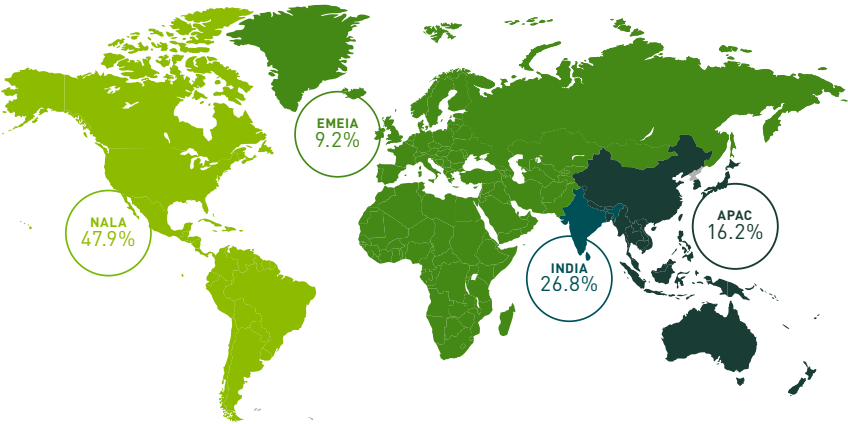 EMEIA
9.2%
NALA
47.9%
APAC
16.2%
INDIA
26.8%